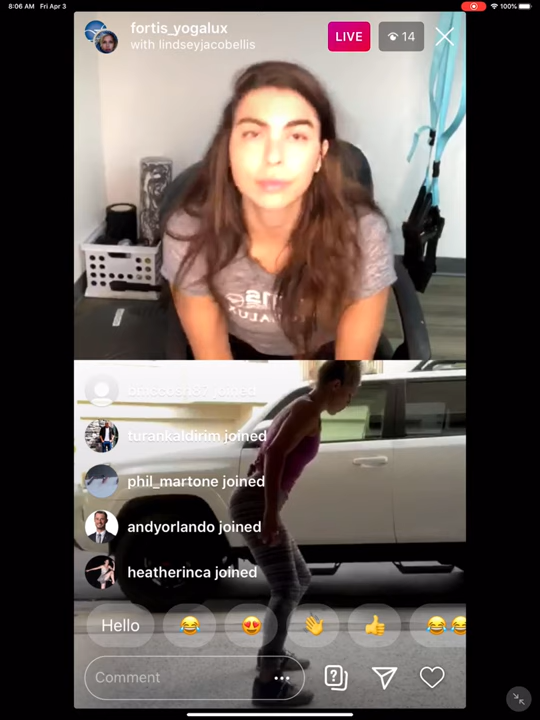 8:06 AM Fri Apr 3
100%
fortis_yogalux
with lindseyjacobellis
LIVE
14
joined
turankaldirim joined
phil_martone joined
andyorlando joined
heatherinca joined
Hello
Comment